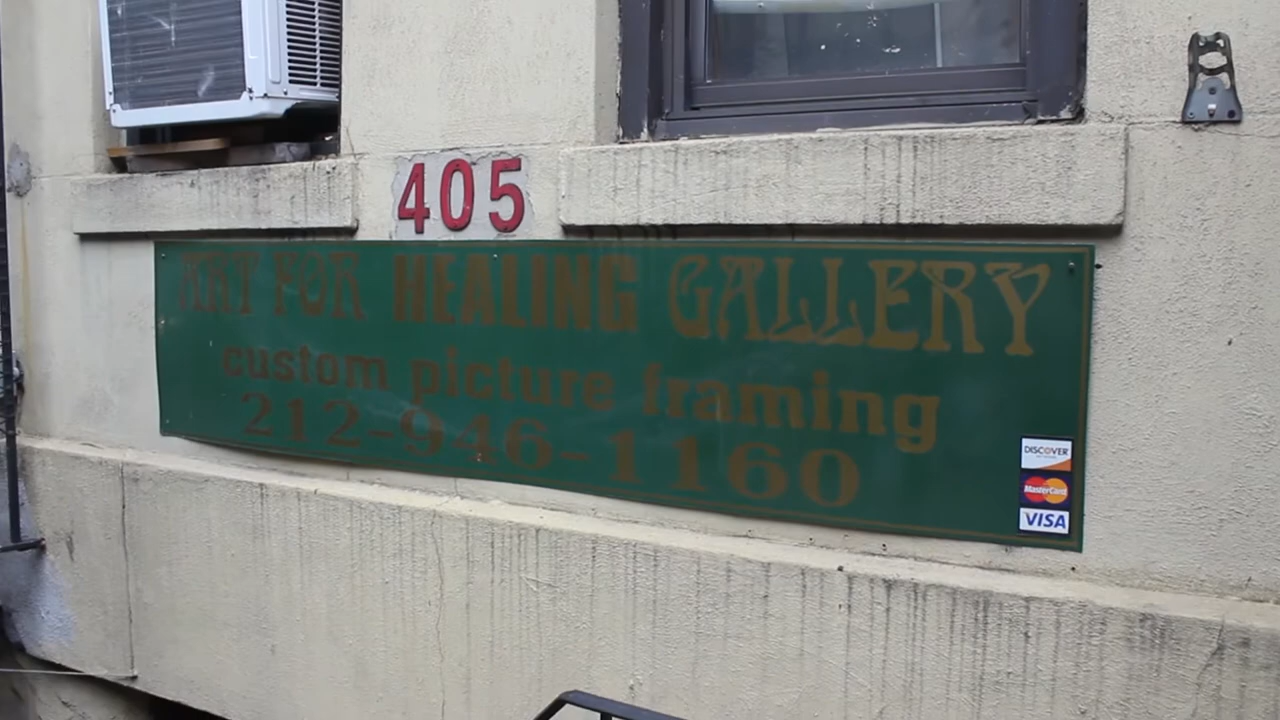 405
ART FOR HEALING GALLERY
custom picture framing
212-946-1160
DISCOVER
MasterCard
VISA